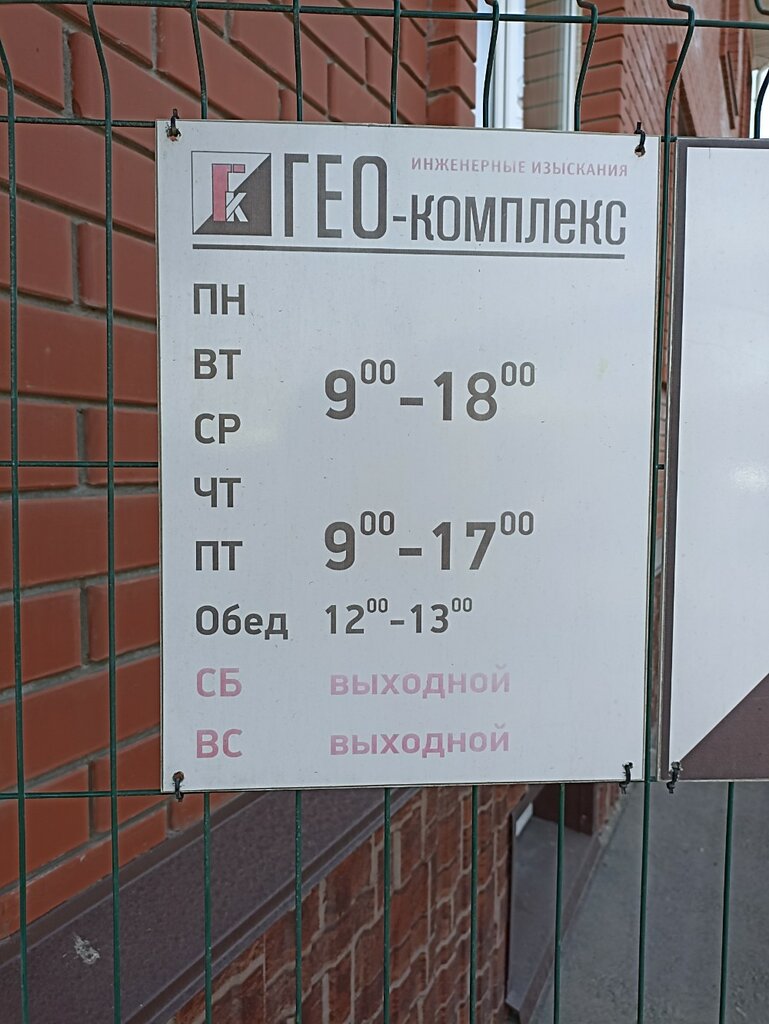 ГК ГЕО-комплекс
ИНЖЕНЕРНЫЕ ИЗЫСКАНИЯ
ПН
ВТ
9⁰⁰-18⁰⁰
СР
ЧТ
ПТ 9⁰⁰-17⁰⁰
Обед 12⁰⁰-13⁰⁰
СБ выходной
ВС выходной